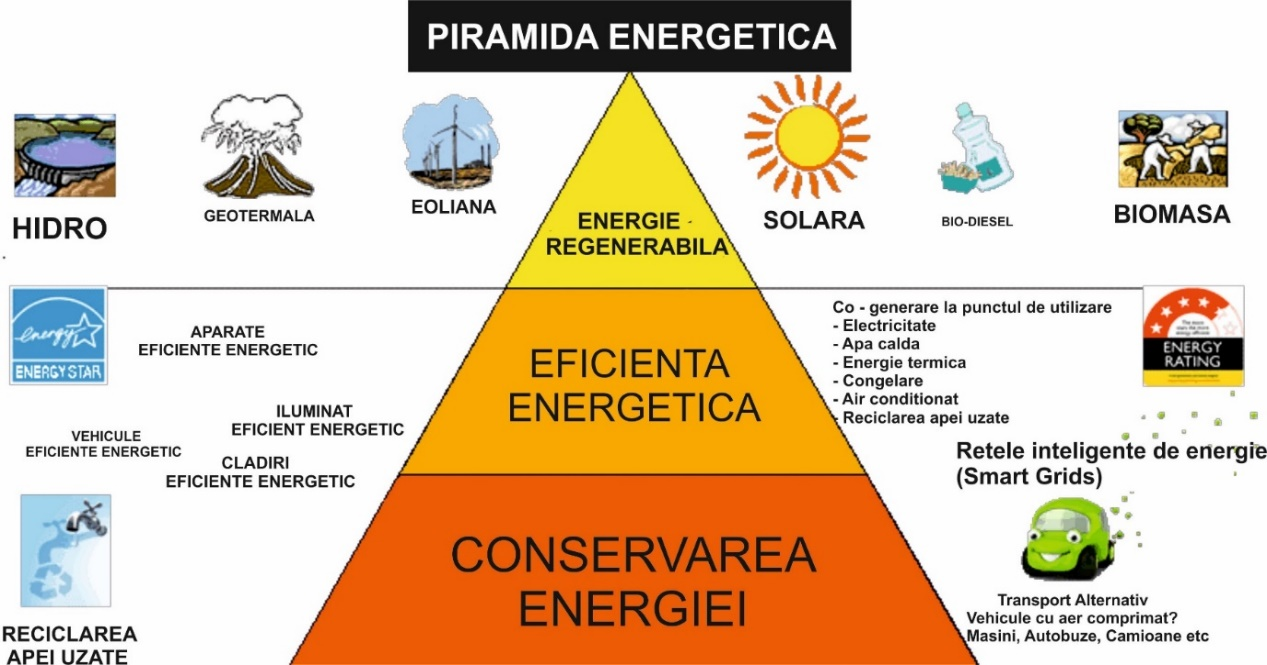 PIRAMIDA ENERGETICA
HIDRO
GEOTERMALA
EOLIANA
ENERGIE
REGENERABILA
SOLARA
BIO-DIESEL
BIOMASA
energy
ENERGY STAR
APARATE
EFICIENTE ENERGETIC
ILUMINAT
EFICIENT ENERGETIC
VEHICULE
EFICIENTE ENERGETIC
CLADIRI
EFICIENTE ENERGETIC
EFICIENTA
ENERGETICA
Co - generare la punctul de utilizare
- Electricitate
- Apa calda
- Energie termica
- Congelare
- Air conditionat
- Reciclarea apei uzate
ENERGY
RATING
Retele inteligente de energie
(Smart Grids)
CONSERVAREA
ENERGIEI
RECICLAREA
APEI UZATE
Transport Alternativ
Vehicule cu aer comprimat?
Masini, Autobuze, Camioane etc